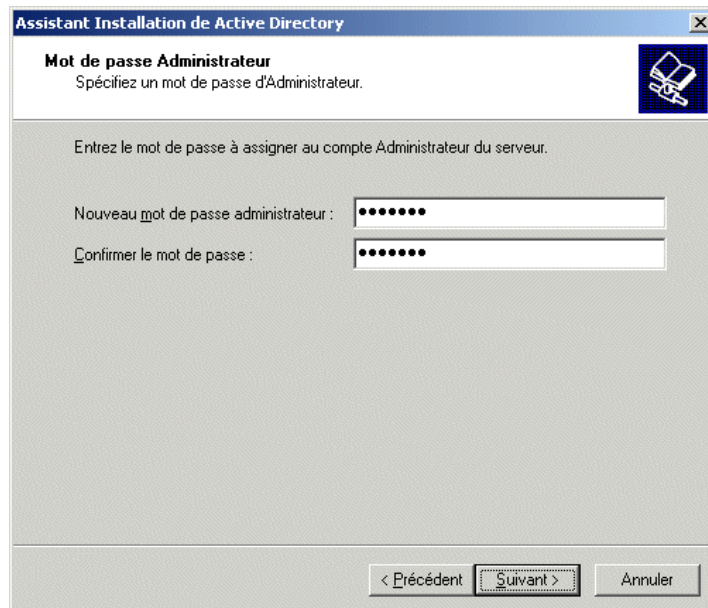 Assistant Installation de Active Directory
Mot de passe Administrateur
Spécifiez un mot de passe d'Administrateur.
Entrez le mot de passe à assigner au compte Administrateur du serveur.
Nouveau mot de passe administrateur : •••••••
Confirmer le mot de passe : •••••••
< Précédent Suivant > Annuler